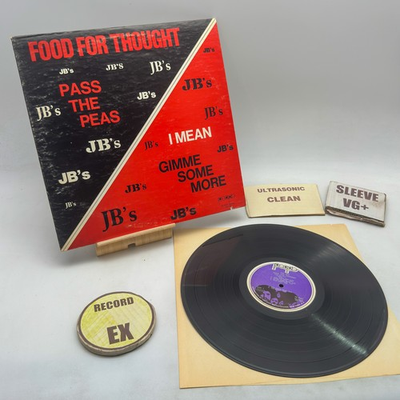 FOOD FOR THOUGHT
JB's
JB's
JB's
PASS
THE
PEAS
JB's
JB's
JB's
JB's
JB's
I MEAN
JB's
GIMME
SOME
MORE
JB's
JB's
JB's
ULTRASONIC
CLEAN
SLEEVE
VG+
RECORD
EX